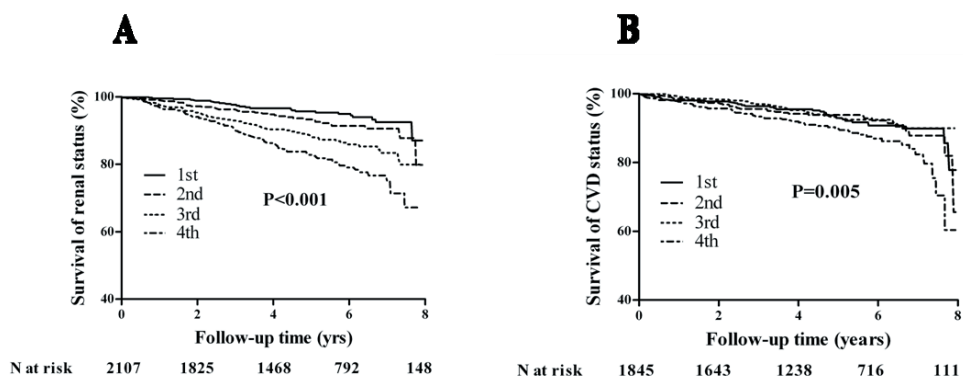 A
Survival of renal status (%)
100
80
60
40
1st
2nd
3rd
4th
P<0.001
0 2 4 6 8
Follow-up time (yrs)
N at risk 2107 1825 1468 792 148
B
Survival of CVD status (%)
100
80
60
40
1st
2nd
3rd
4th
P=0.005
0 2 4 6 8
Follow-up time (years)
N at risk 1845 1643 1238 716 111